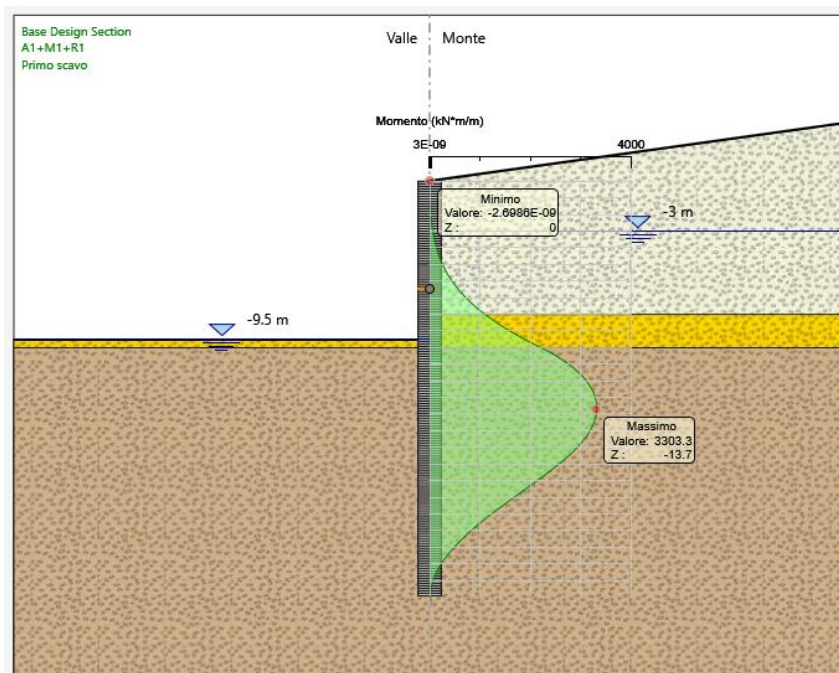 Base Design Section
A1+M1+R1
Primo scavo
Valle
Monte
Momento (kN*m/m)
3E-09
4000
Minimo
Valore: -2.6986E-09
Z : 0
-3 m
-9.5 m
Massimo
Valore: 3303.3
Z : -13.7